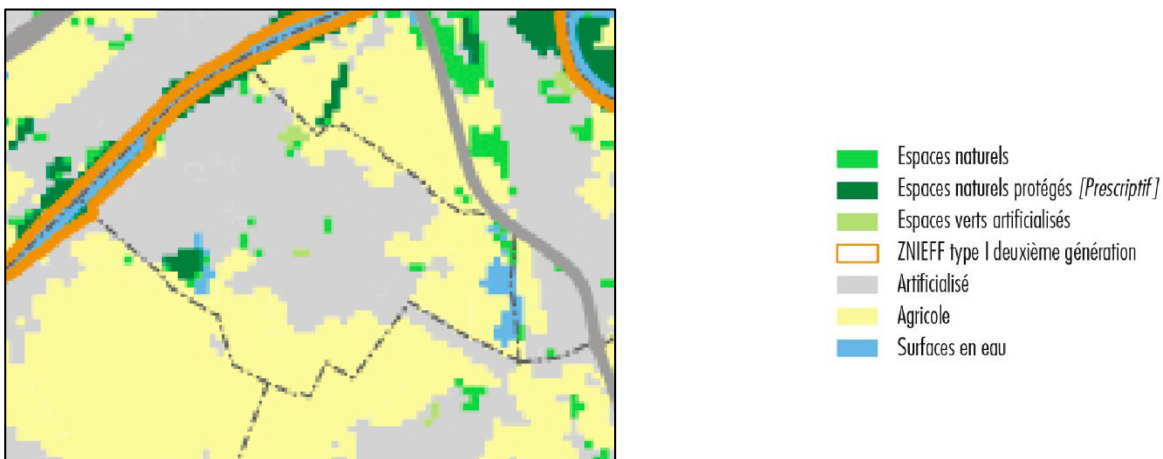 Espaces naturels
Espaces naturels protégés [Prescriptif]
Espaces verts artificialisés
ZNIEFF type I deuxième génération
Artificialisé
Agricole
Surfaces en eau